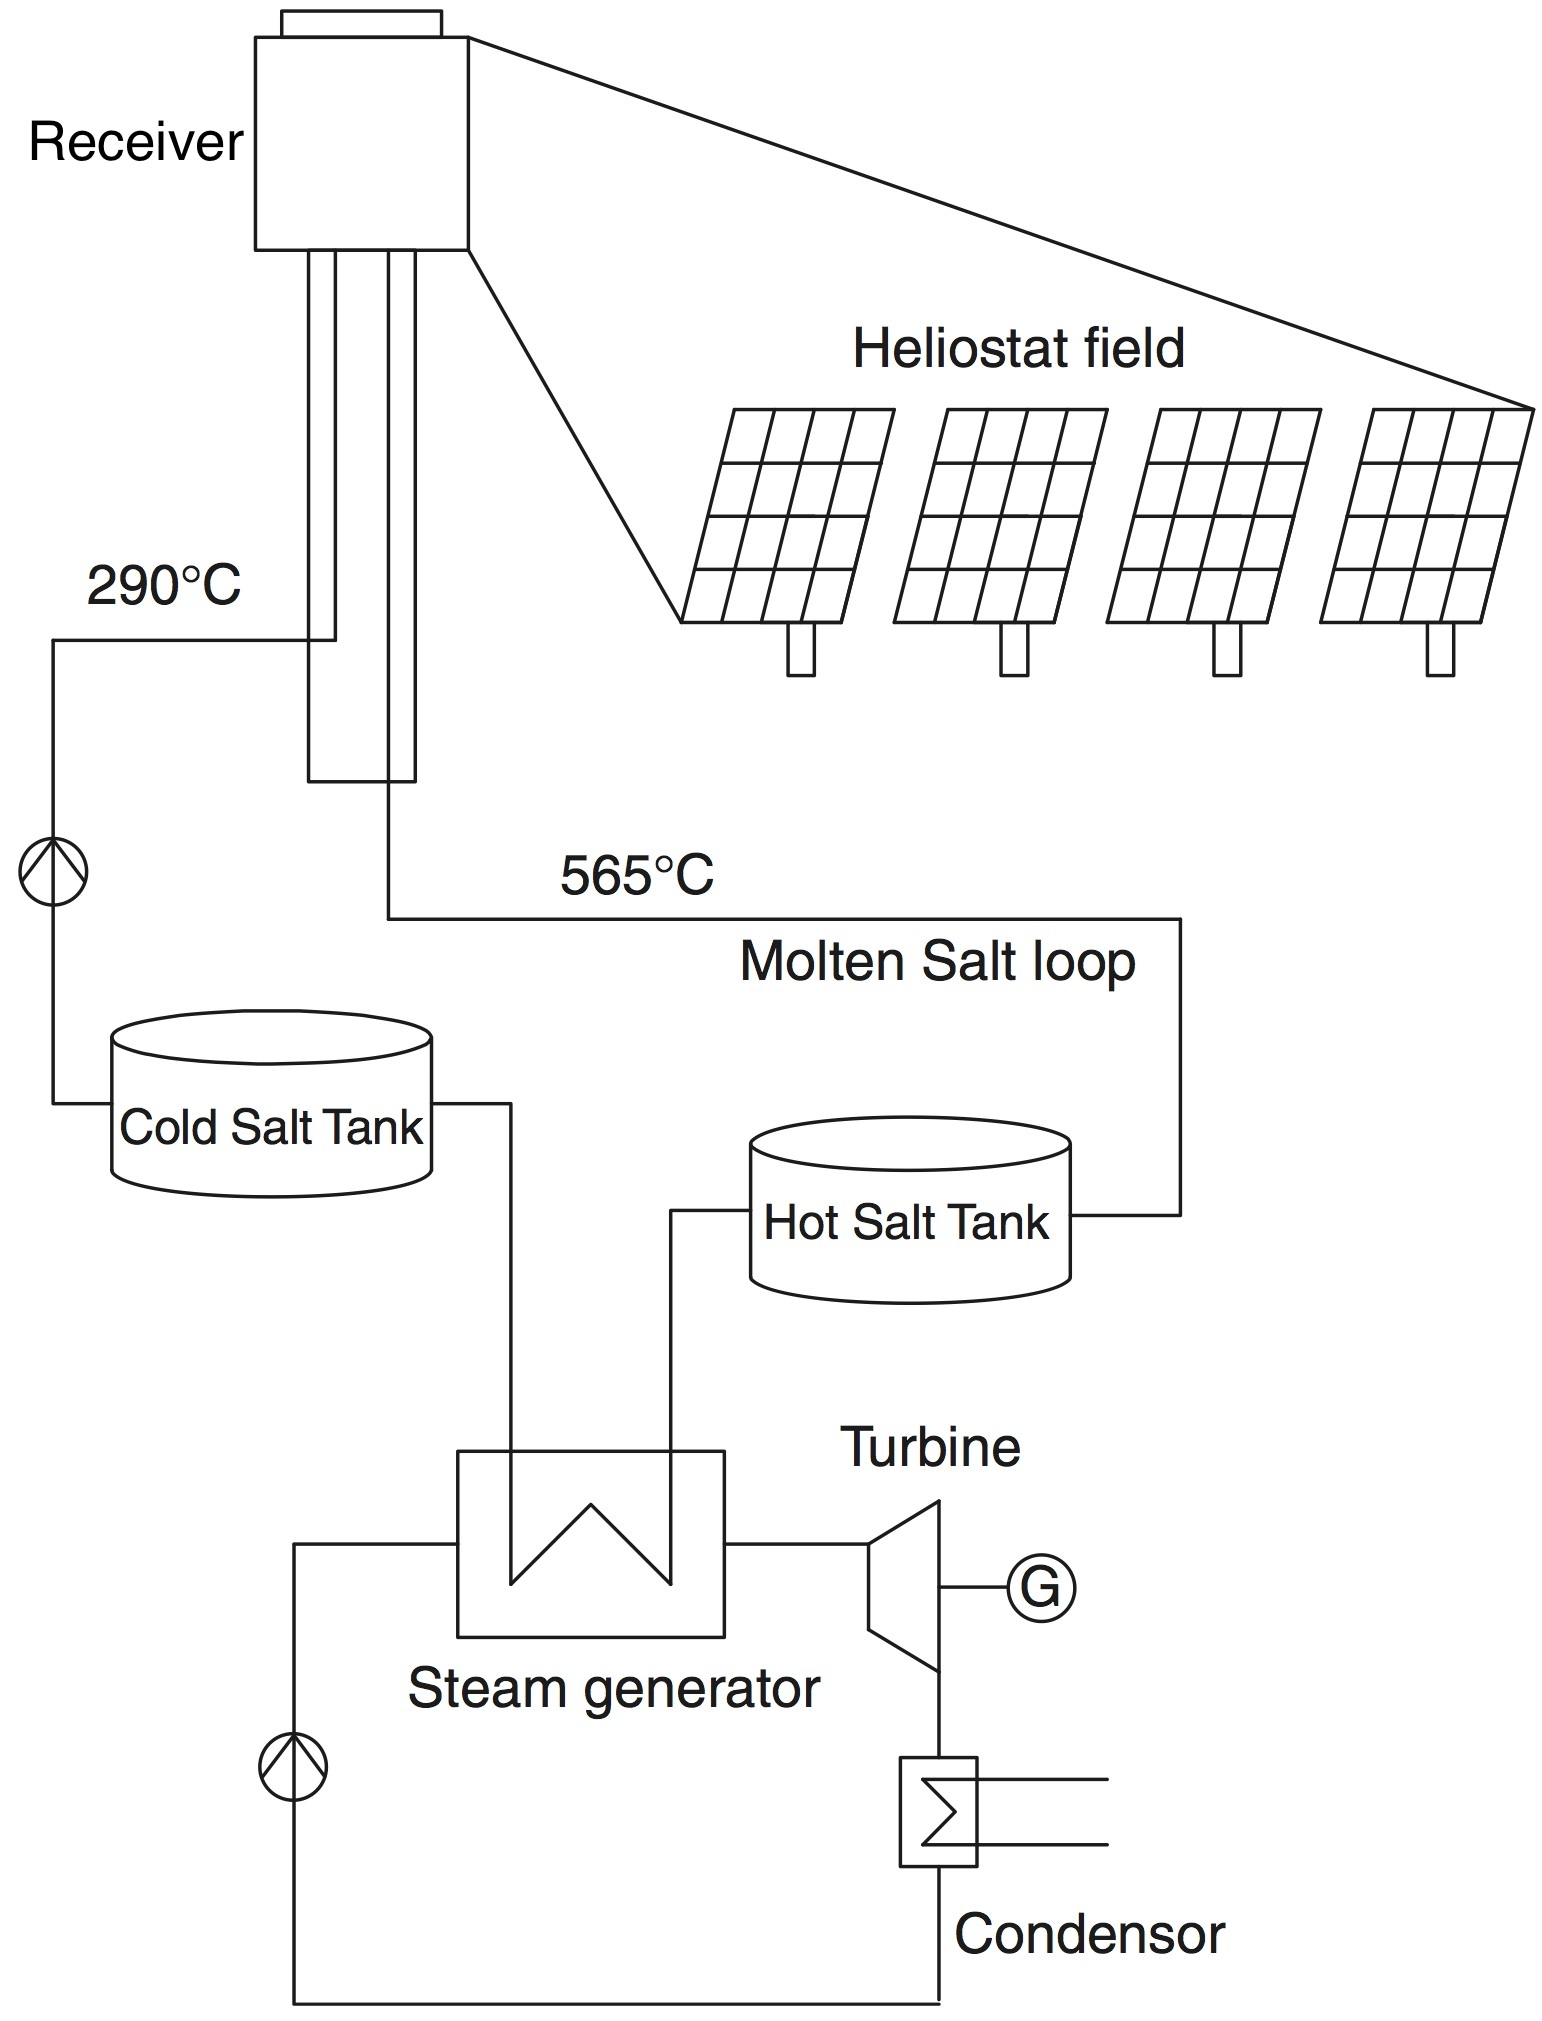 Receiver
Heliostat field
290°C
565°C
Molten Salt loop
Cold Salt Tank
Hot Salt Tank
Turbine
G
Steam generator
Condensor